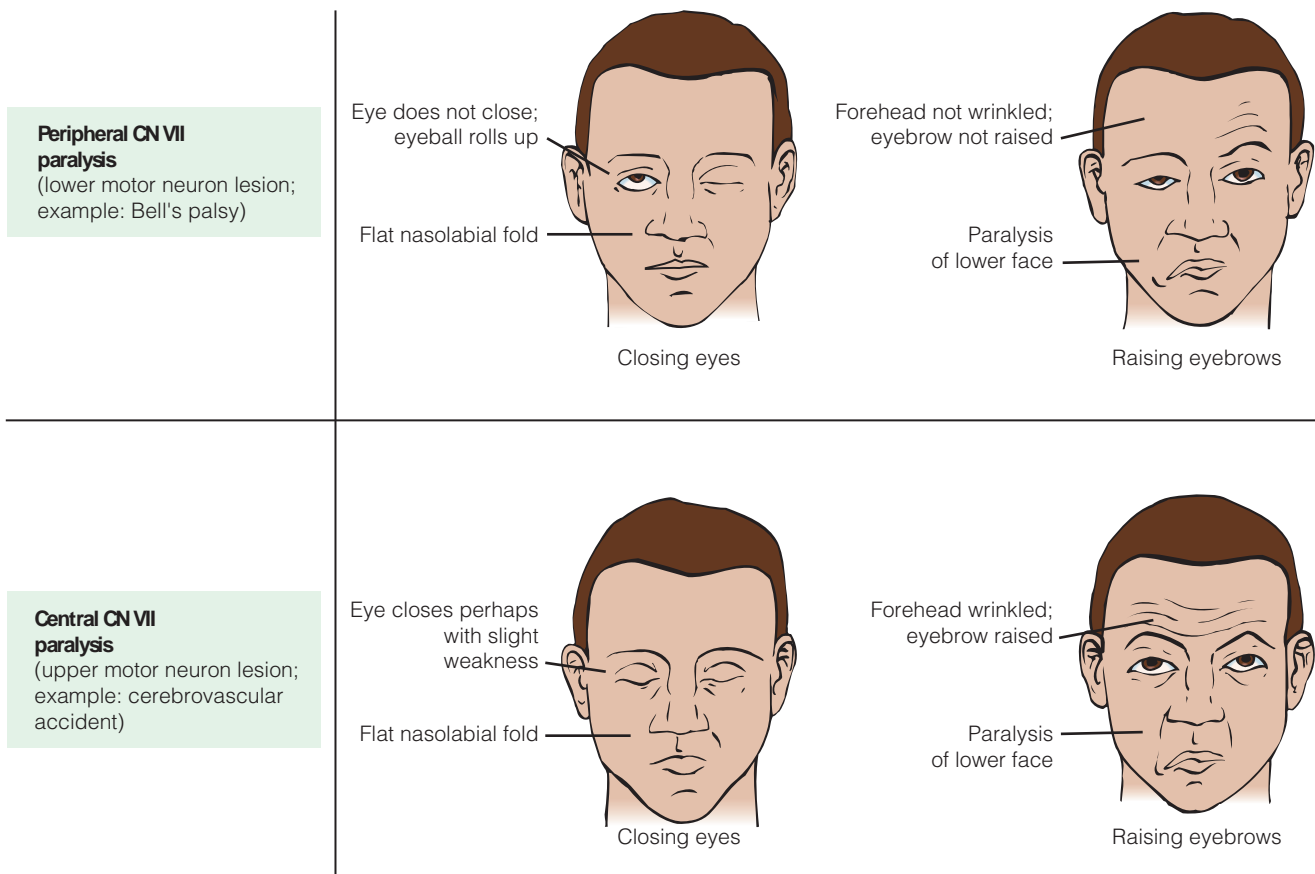 Peripheral CN VII
paralysis
(lower motor neuron lesion;
example: Bell's palsy)
Eye does not close;
eyeball rolls up
Flat nasolabial fold
Closing eyes
Forehead not wrinkled;
eyebrow not raised
Paralysis
of lower face
Raising eyebrows
Central CN VII
paralysis
(upper motor neuron lesion;
example: cerebrovascular
accident)
Eye closes perhaps
with slight
weakness
Flat nasolabial fold
Closing eyes
Forehead wrinkled;
eyebrow raised
Paralysis
of lower face
Raising eyebrows